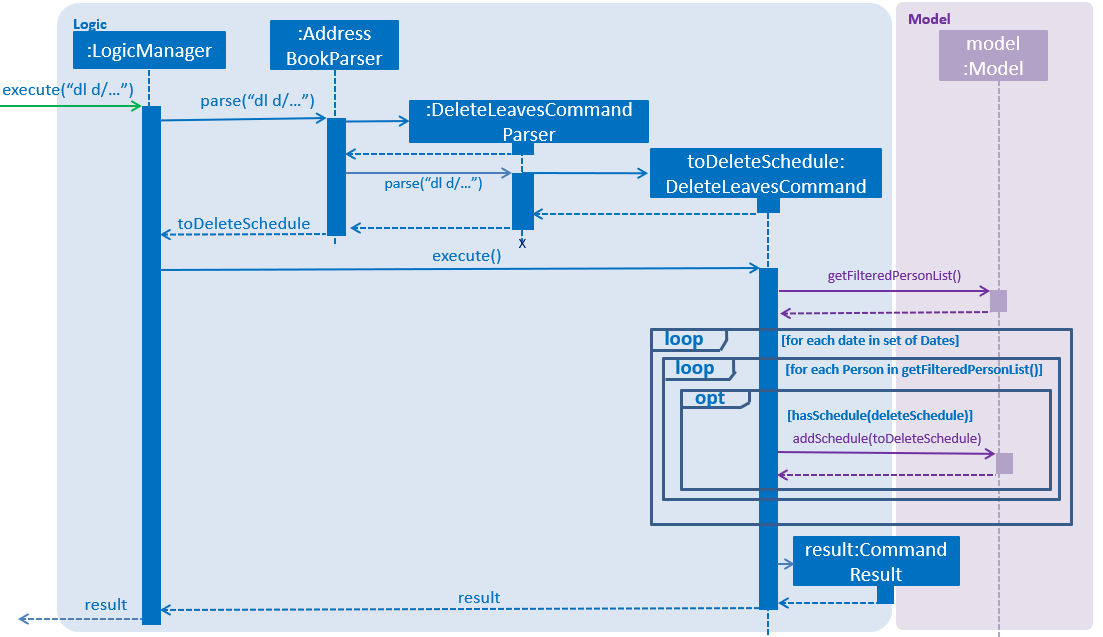 Logic
Model
:LogicManager
:Address
BookParser
model
:Model
execute(“dl d/...”)
parse(“dl d/...”)
:DeleteLeavesCommand
Parser
toDeleteSchedule:
DeleteLeavesCommand
parse(“dl d/...”)
toDeleteSchedule
X
execute()
getFilteredPersonList()
loop
[for each date in set of Dates]
loop
[for each Person in getFilteredPersonList()]
opt
[hasSchedule(deleteSchedule)]
addSchedule(toDeleteSchedule)
result:Command
Result
result
result